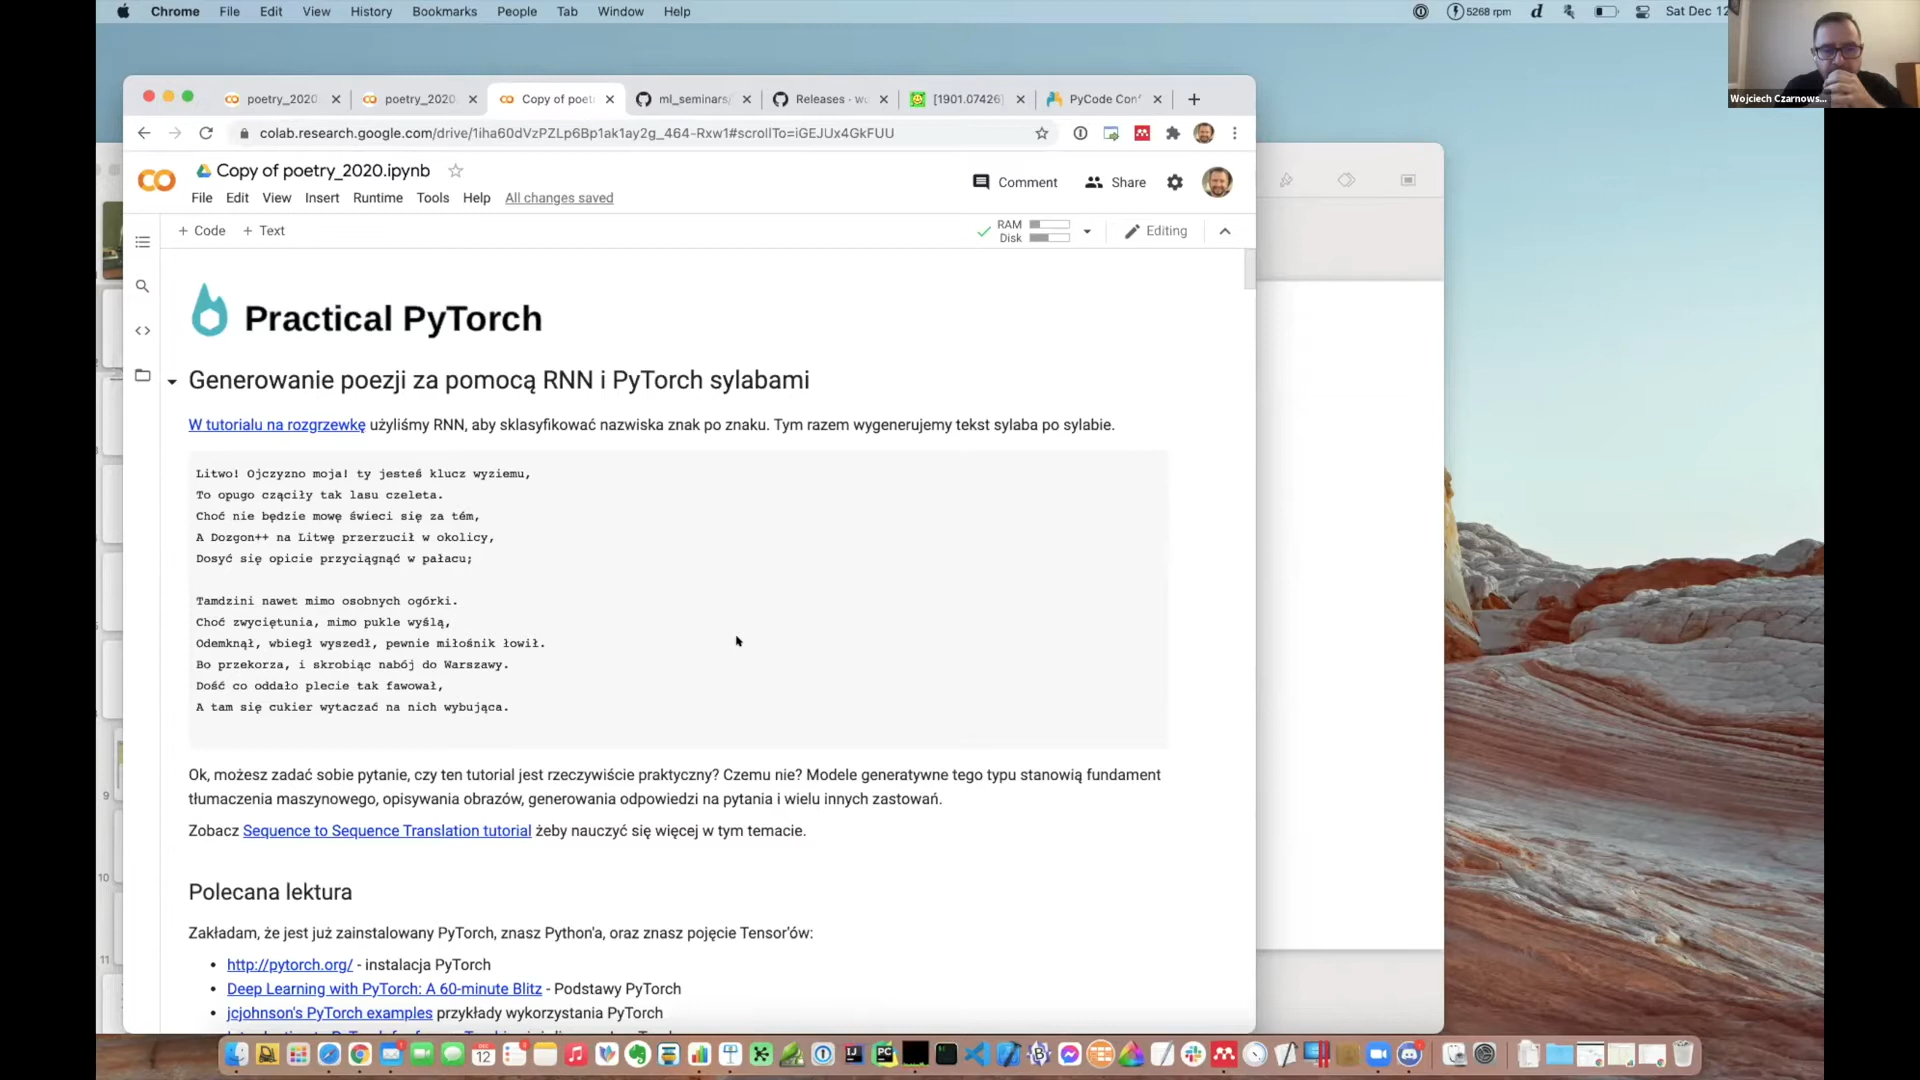 Chrome File Edit View History Bookmarks People Tab Window Help
5268 rpm
Sat Dec 12
Wojciech Czarnows...
poetry_2020
poetry_2020.
Copy of poet
ml_seminars/
Releases · wo
[1901.07426]
PyCode Conf
colab.research.google.com/drive/1iha60dVzPZLp6Bp1ak1ay2g_464-Rxw1#scrollTo=iGEJUx4GkFUU
Copy of poetry_2020.ipynb
Comment
Share
File Edit View Insert Runtime Tools Help All changes saved
+ Code + Text
RAM
Disk
Editing
Practical PyTorch
Generowanie poezji za pomocą RNN i PyTorch sylabami
W tutorialu na rozgrzewkę użyliśmy RNN, aby sklasyfikować nazwiska znak po znaku. Tym razem wygenerujemy tekst sylaba po sylabie.
Litwo! Ojczyzno moja! ty jesteś klucz wyziemu,
To opugo cząciły tak lasu czeleta.
Choć nie będzie mowę świeci się za tém,
A Dozgon++ na Litwę przerzucił w okolicy,
Dosyć się opicie przyciągnąć w pałacu;
Tamdzini nawet mimo osobnych ogórki.
Choć zwyciętunia, mimo pukle wyślą,
Odemknął, wbiegł wyszedł, pewnie miłośnik łowił.
Bo przekorza, i skrobiąc nabój do Warszawy.
Dość co oddało plecie tak fawował,
A tam się cukier wytaczać na nich wybująca.
Ok, możesz zadać sobie pytanie, czy ten tutorial jest rzeczywiście praktyczny? Czemu nie? Modele generatywne tego typu stanowią fundament
tłumaczenia maszynowego, opisywania obrazów, generowania odpowiedzi na pytania i wielu innych zastowań.
Zobacz Sequence to Sequence Translation tutorial żeby nauczyć się więcej w tym temacie.
Polecana lektura
Zakładam, że jest już zainstalowany PyTorch, znasz Python'a, oraz znasz pojęcie Tensor'ów:
• http://pytorch.org/ - instalacja PyTorch
• Deep Learning with PyTorch: A 60-minute Blitz - Podstawy PyTorch
• jcjohnson's PyTorch examples przykłady wykorzystania PyTorch
9
10
11
DEC
12